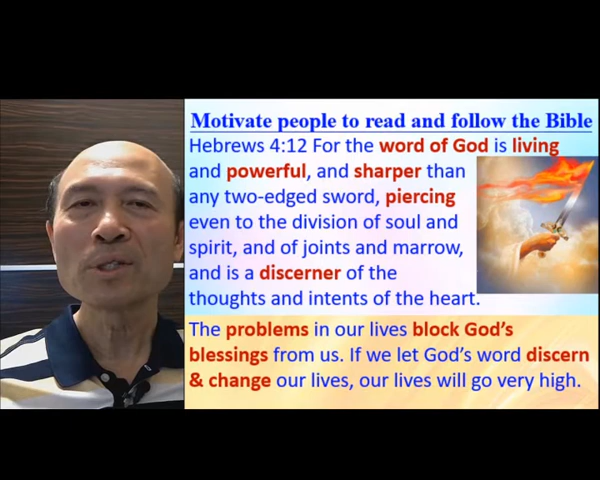 Motivate people to read and follow the Bible
Hebrews 4:12 For the word of God is living
and powerful, and sharper than
any two-edged sword, piercing
even to the division of soul and
spirit, and of joints and marrow,
and is a discerner of the
thoughts and intents of the heart.
The problems in our lives block God's
blessings from us. If we let God's word discern
& change our lives, our lives will go very high.